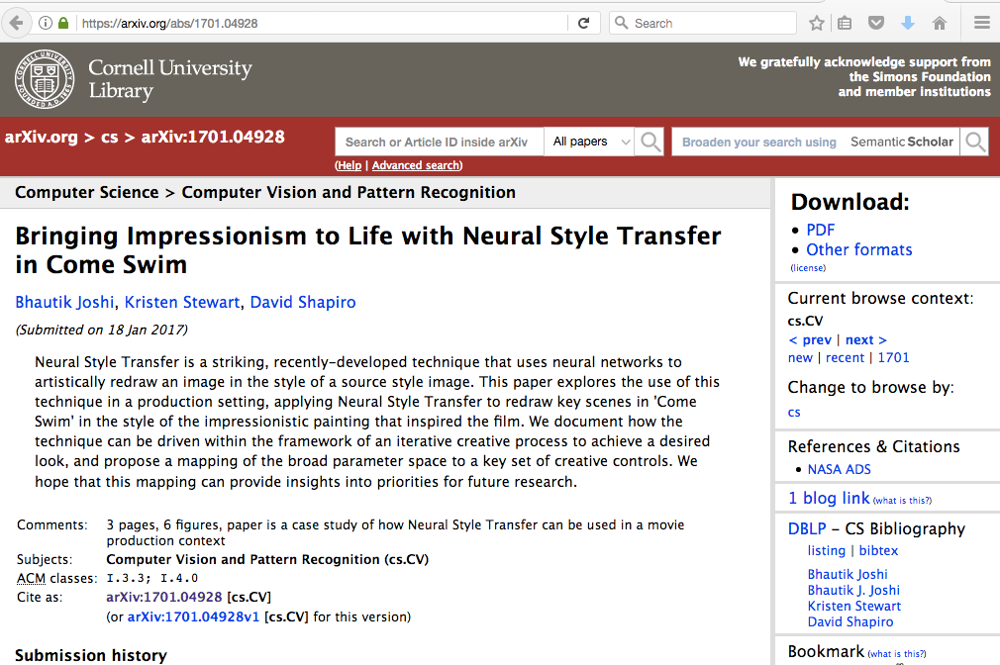 https://arxiv.org/abs/1701.04928
Search
Cornell University
Library
We gratefully acknowledge support from
the Simons Foundation
and member institutions
arXiv.org > cs > arXiv:1701.04928
Search or Article ID inside arXiv
All papers
Broaden your search using
Semantic Scholar
(Help | Advanced search)
Computer Science > Computer Vision and Pattern Recognition
Bringing Impressionism to Life with Neural Style Transfer
in Come Swim
Bhautik Joshi, Kristen Stewart, David Shapiro
(Submitted on 18 Jan 2017)
Neural Style Transfer is a striking, recently-developed technique that uses neural networks to
artistically redraw an image in the style of a source style image. This paper explores the use of this
technique in a production setting, applying Neural Style Transfer to redraw key scenes in 'Come
Swim' in the style of the impressionistic painting that inspired the film. We document how the
technique can be driven within the framework of an iterative creative process to achieve a desired
look, and propose a mapping of the broad parameter space to a key set of creative controls. We
hope that this mapping can provide insights into priorities for future research.
Comments: 3 pages, 6 figures, paper is a case study of how Neural Style Transfer can be used in a movie
production context
Subjects: Computer Vision and Pattern Recognition (cs.CV)
ACM classes: I.3.3; I.4.0
Cite as: arXiv:1701.04928 [cs.CV]
(or arXiv:1701.04928v1 [cs.CV] for this version)
Submission history
Download:
• PDF
• Other formats
(license)
Current browse context:
cs.CV
< prev | next >
new | recent | 1701
Change to browse by:
cs
References & Citations
• NASA ADS
1 blog link (what is this?)
DBLP - CS Bibliography
listing | bibtex
Bhautik Joshi
Bhautik J. Joshi
Kristen Stewart
David Shapiro
Bookmark (what is this?)